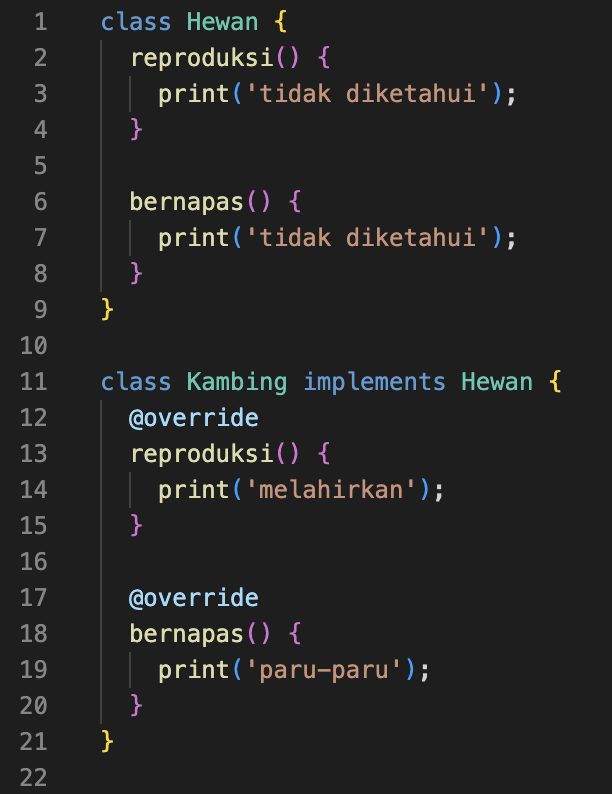 1 class Hewan {
2   reproduksi() {
3     print('tidak diketahui');
4   }
5
6   bernapas() {
7     print('tidak diketahui');
8   }
9 }
10
11 class Kambing implements Hewan {
12   @override
13   reproduksi() {
14     print('melahirkan');
15   }
16
17   @override
18   bernapas() {
19     print('paru-paru');
20   }
21 }
22